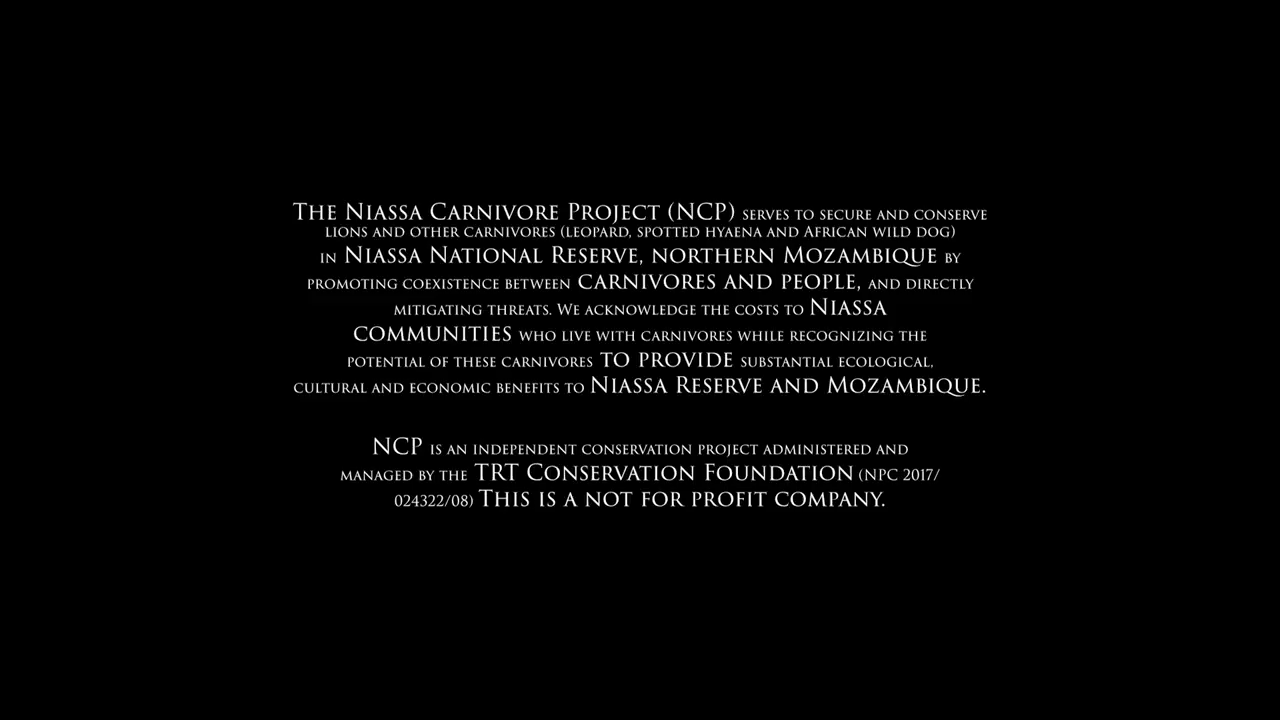 The Niassa Carnivore Project (NCP) serves to secure and conserve
lions and other carnivores (leopard, spotted hyaena and African wild dog)
in Niassa National Reserve, northern Mozambique by
promoting coexistence between carnivores and people, and directly
mitigating threats. We acknowledge the costs to Niassa
communities who live with carnivores while recognizing the
potential of these carnivores to provide substantial ecological,
cultural and economic benefits to Niassa Reserve and Mozambique.
NCP is an independent conservation project administered and
managed by the TRT Conservation Foundation (NPC 2017/
024322/08) This is a not for profit company.